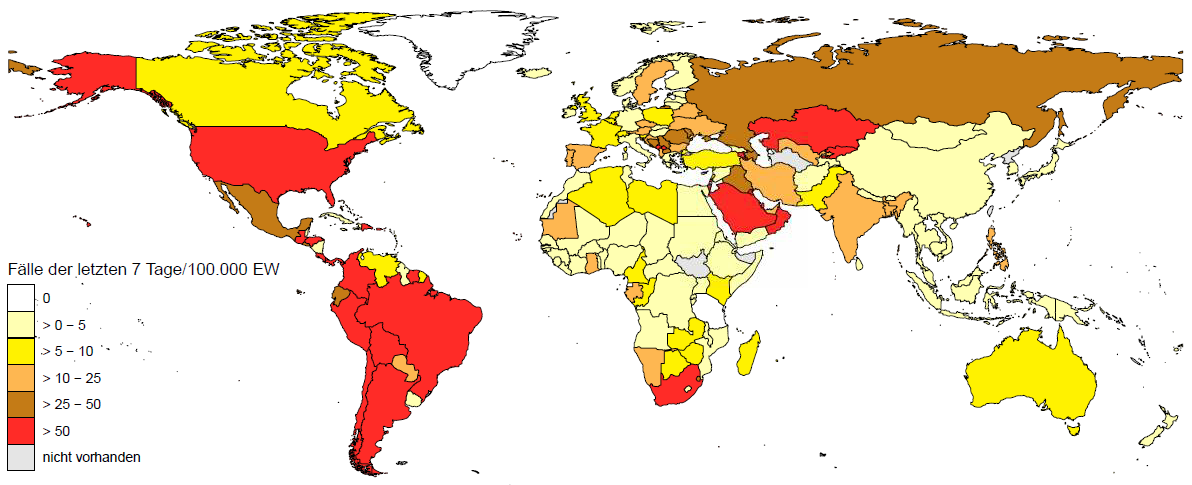 Fälle der letzten 7 Tage/100.000 EW
0
> 0 – 5
> 5 – 10
> 10 – 25
> 25 – 50
> 50
nicht vorhanden